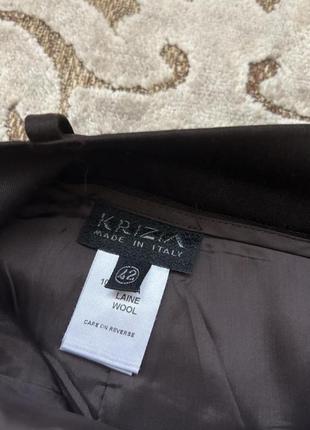 KRIZIA
MADE IN ITALY
42
LAINE
WOOL
CARE ON REVERSE